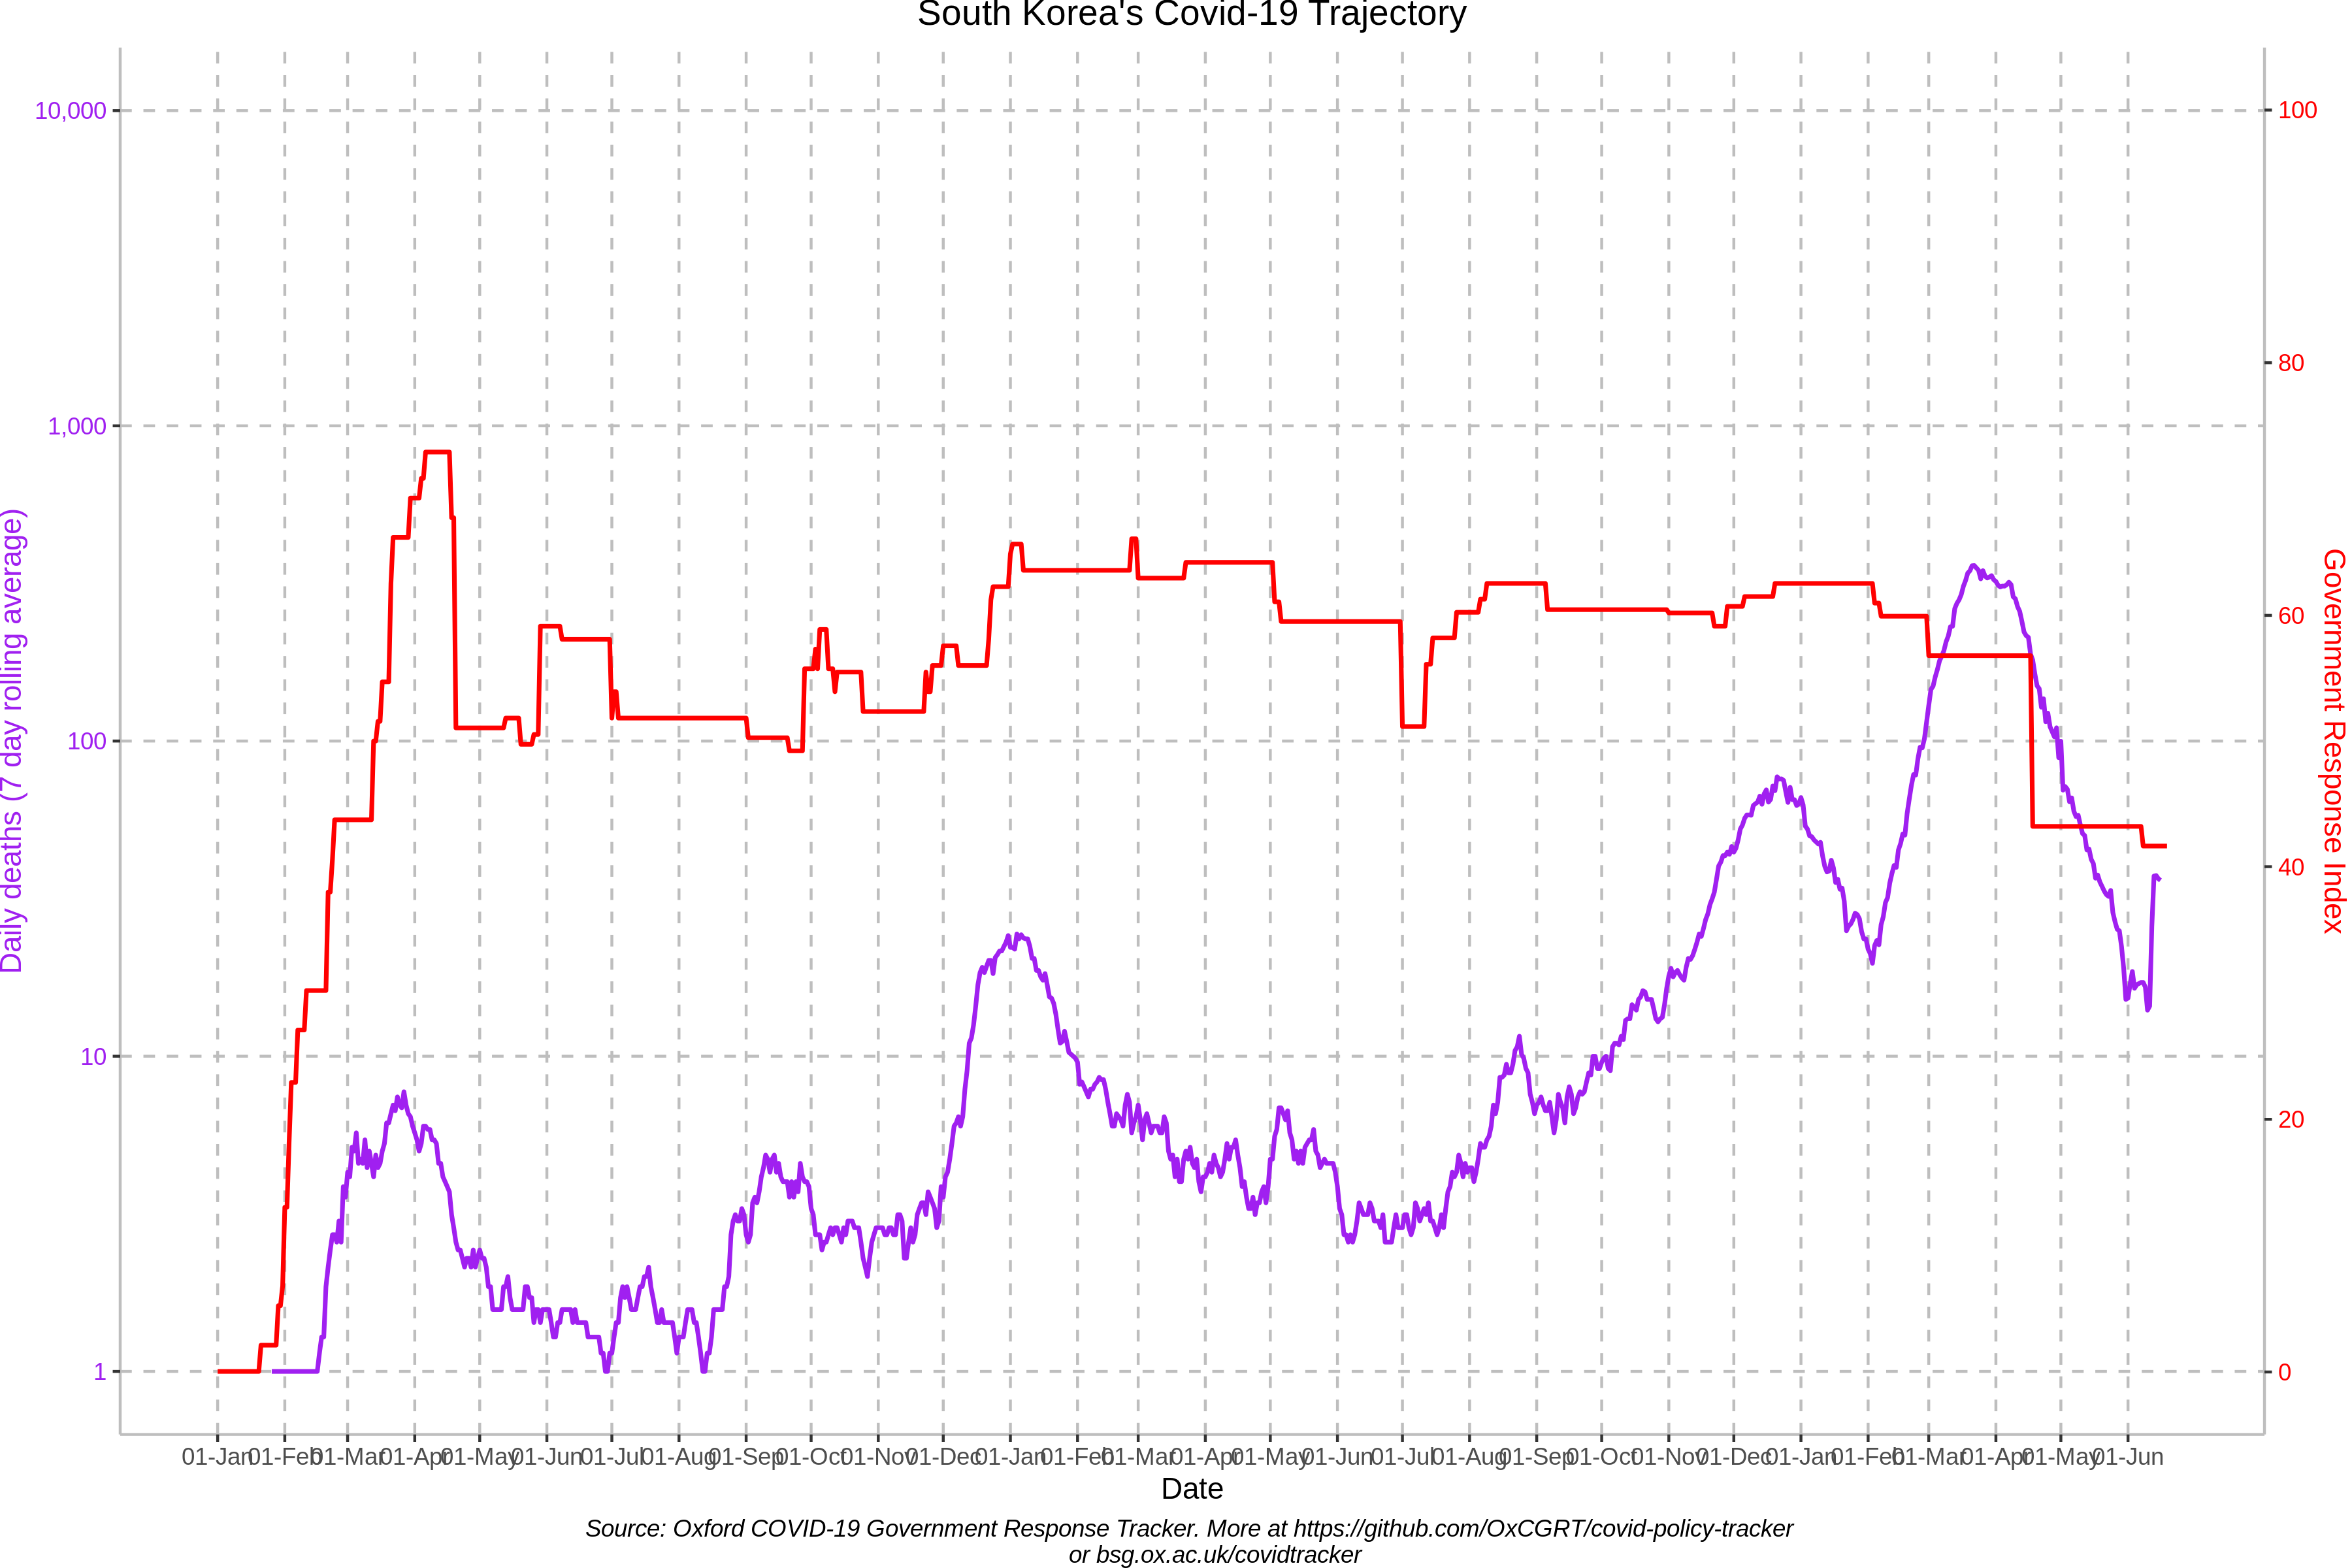 South Korea's Covid-19 Trajectory
10,000
1,000
100
10
1
Daily deaths (7 day rolling average)
100
80
60
40
20
0
Government Response Index
01-Jan 01-Feb 01-Mar 01-Apr 01-May 01-Jun 01-Jul 01-Aug 01-Sep 01-Oct 01-Nov 01-Dec 01-Jan 01-Feb 01-Mar 01-Apr 01-May 01-Jun 01-Jul 01-Aug 01-Sep 01-Oct 01-Nov 01-Dec 01-Jan 01-Feb 01-Mar 01-Apr 01-May 01-Jun
Date
Source: Oxford COVID-19 Government Response Tracker. More at https://github.com/OxCGRT/covid-policy-tracker
or bsg.ox.ac.uk/covidtracker